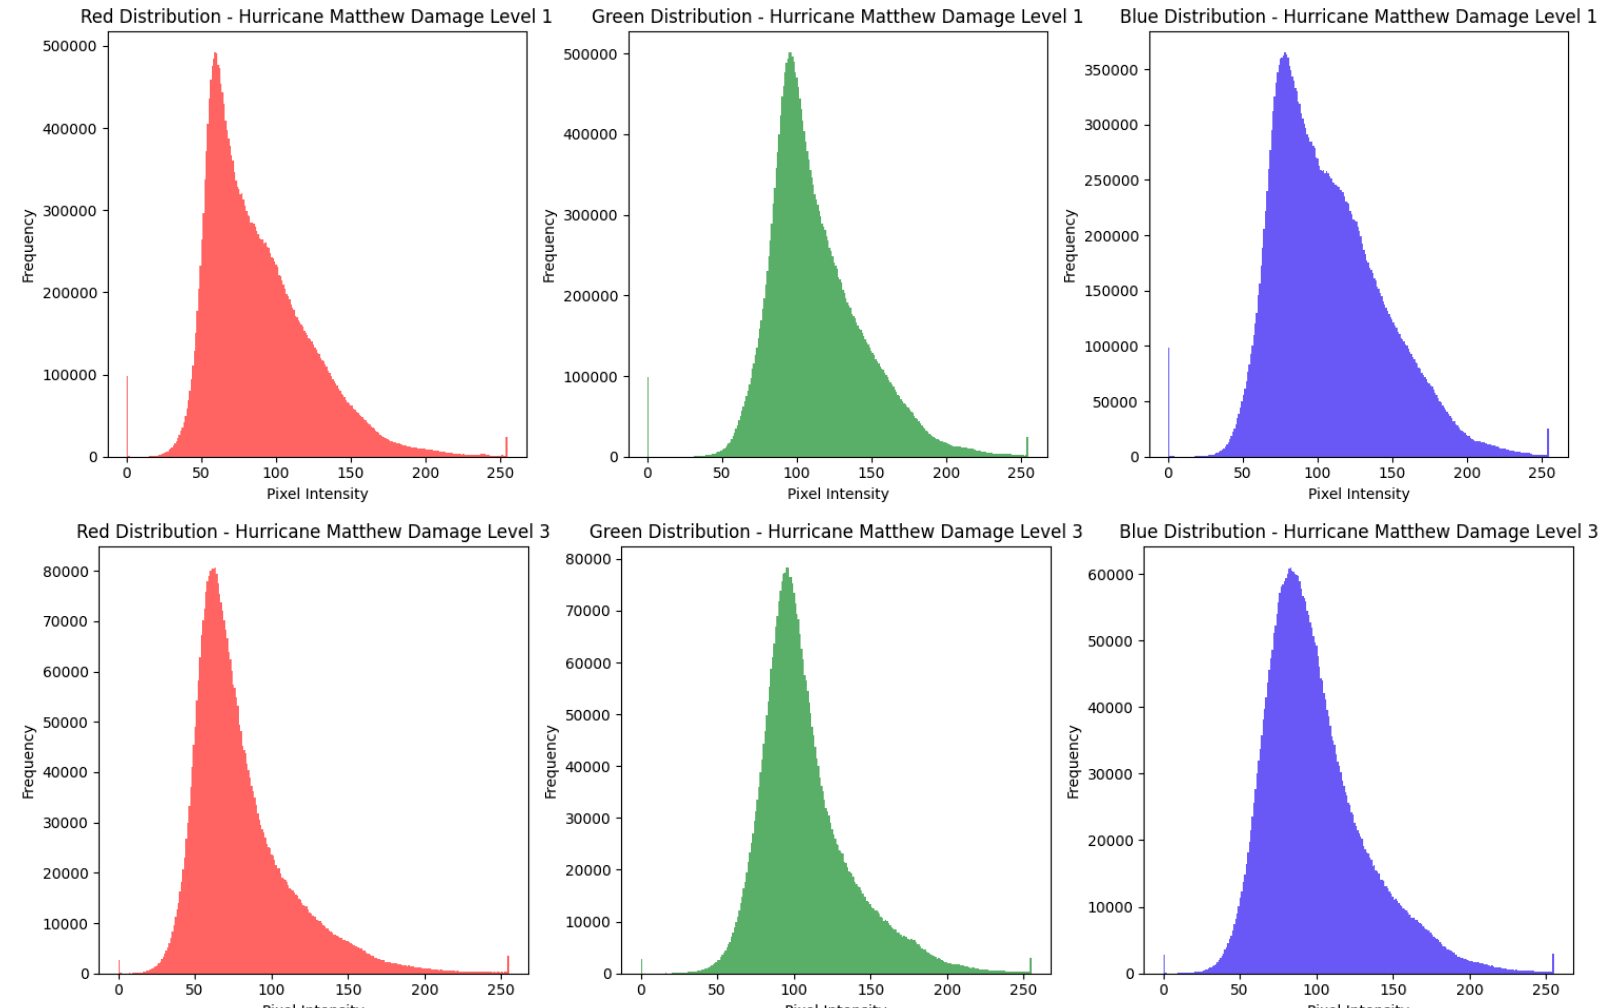 Red Distribution - Hurricane Matthew Damage Level 1
Green Distribution - Hurricane Matthew Damage Level 1
Blue Distribution - Hurricane Matthew Damage Level 1
500000
400000
300000
200000
100000
0
Frequency
0 50 100 150 200 250
Pixel Intensity
500000
400000
300000
200000
100000
0
Frequency
0 50 100 150 200 250
Pixel Intensity
350000
300000
250000
200000
150000
100000
50000
0
Frequency
0 50 100 150 200 250
Pixel Intensity
Red Distribution - Hurricane Matthew Damage Level 3
Green Distribution - Hurricane Matthew Damage Level 3
Blue Distribution - Hurricane Matthew Damage Level 3
80000
70000
60000
50000
40000
30000
20000
10000
0
Frequency
0 50 100 150 200 250
Pixel Intensity
80000
70000
60000
50000
40000
30000
20000
10000
0
Frequency
0 50 100 150 200 250
Pixel Intensity
60000
50000
40000
30000
20000
10000
0
Frequency
0 50 100 150 200 250
Pixel Intensity